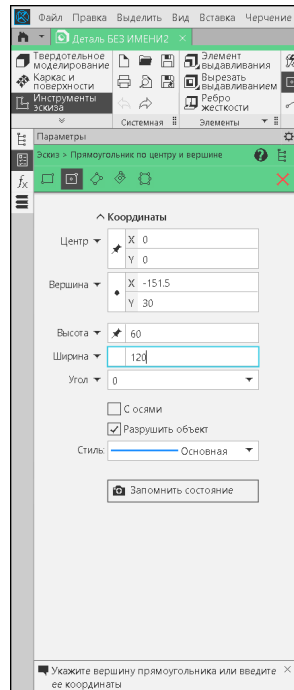 Файл Правка Выделить Вид Вставка Черчение
Деталь БЕЗ ИМЕНИ2 ×
Твердотельное моделирование
Элемент выдавливания
Каркас и поверхности
Вырезать выдавливанием
Инструменты эскиза
Ребро жесткости
Системная
Элементы
Параметры
Эскиз > Прямоугольник по центру и вершине
Координаты
Центр
X 0
Y 0
Вершина
X -151.5
Y 30
Высота 60
Ширина 120
Угол 0
С осями
Разрушить объект
Стиль: Основная
Запомнить состояние
Укажите вершину прямоугольника или введите
ее координаты